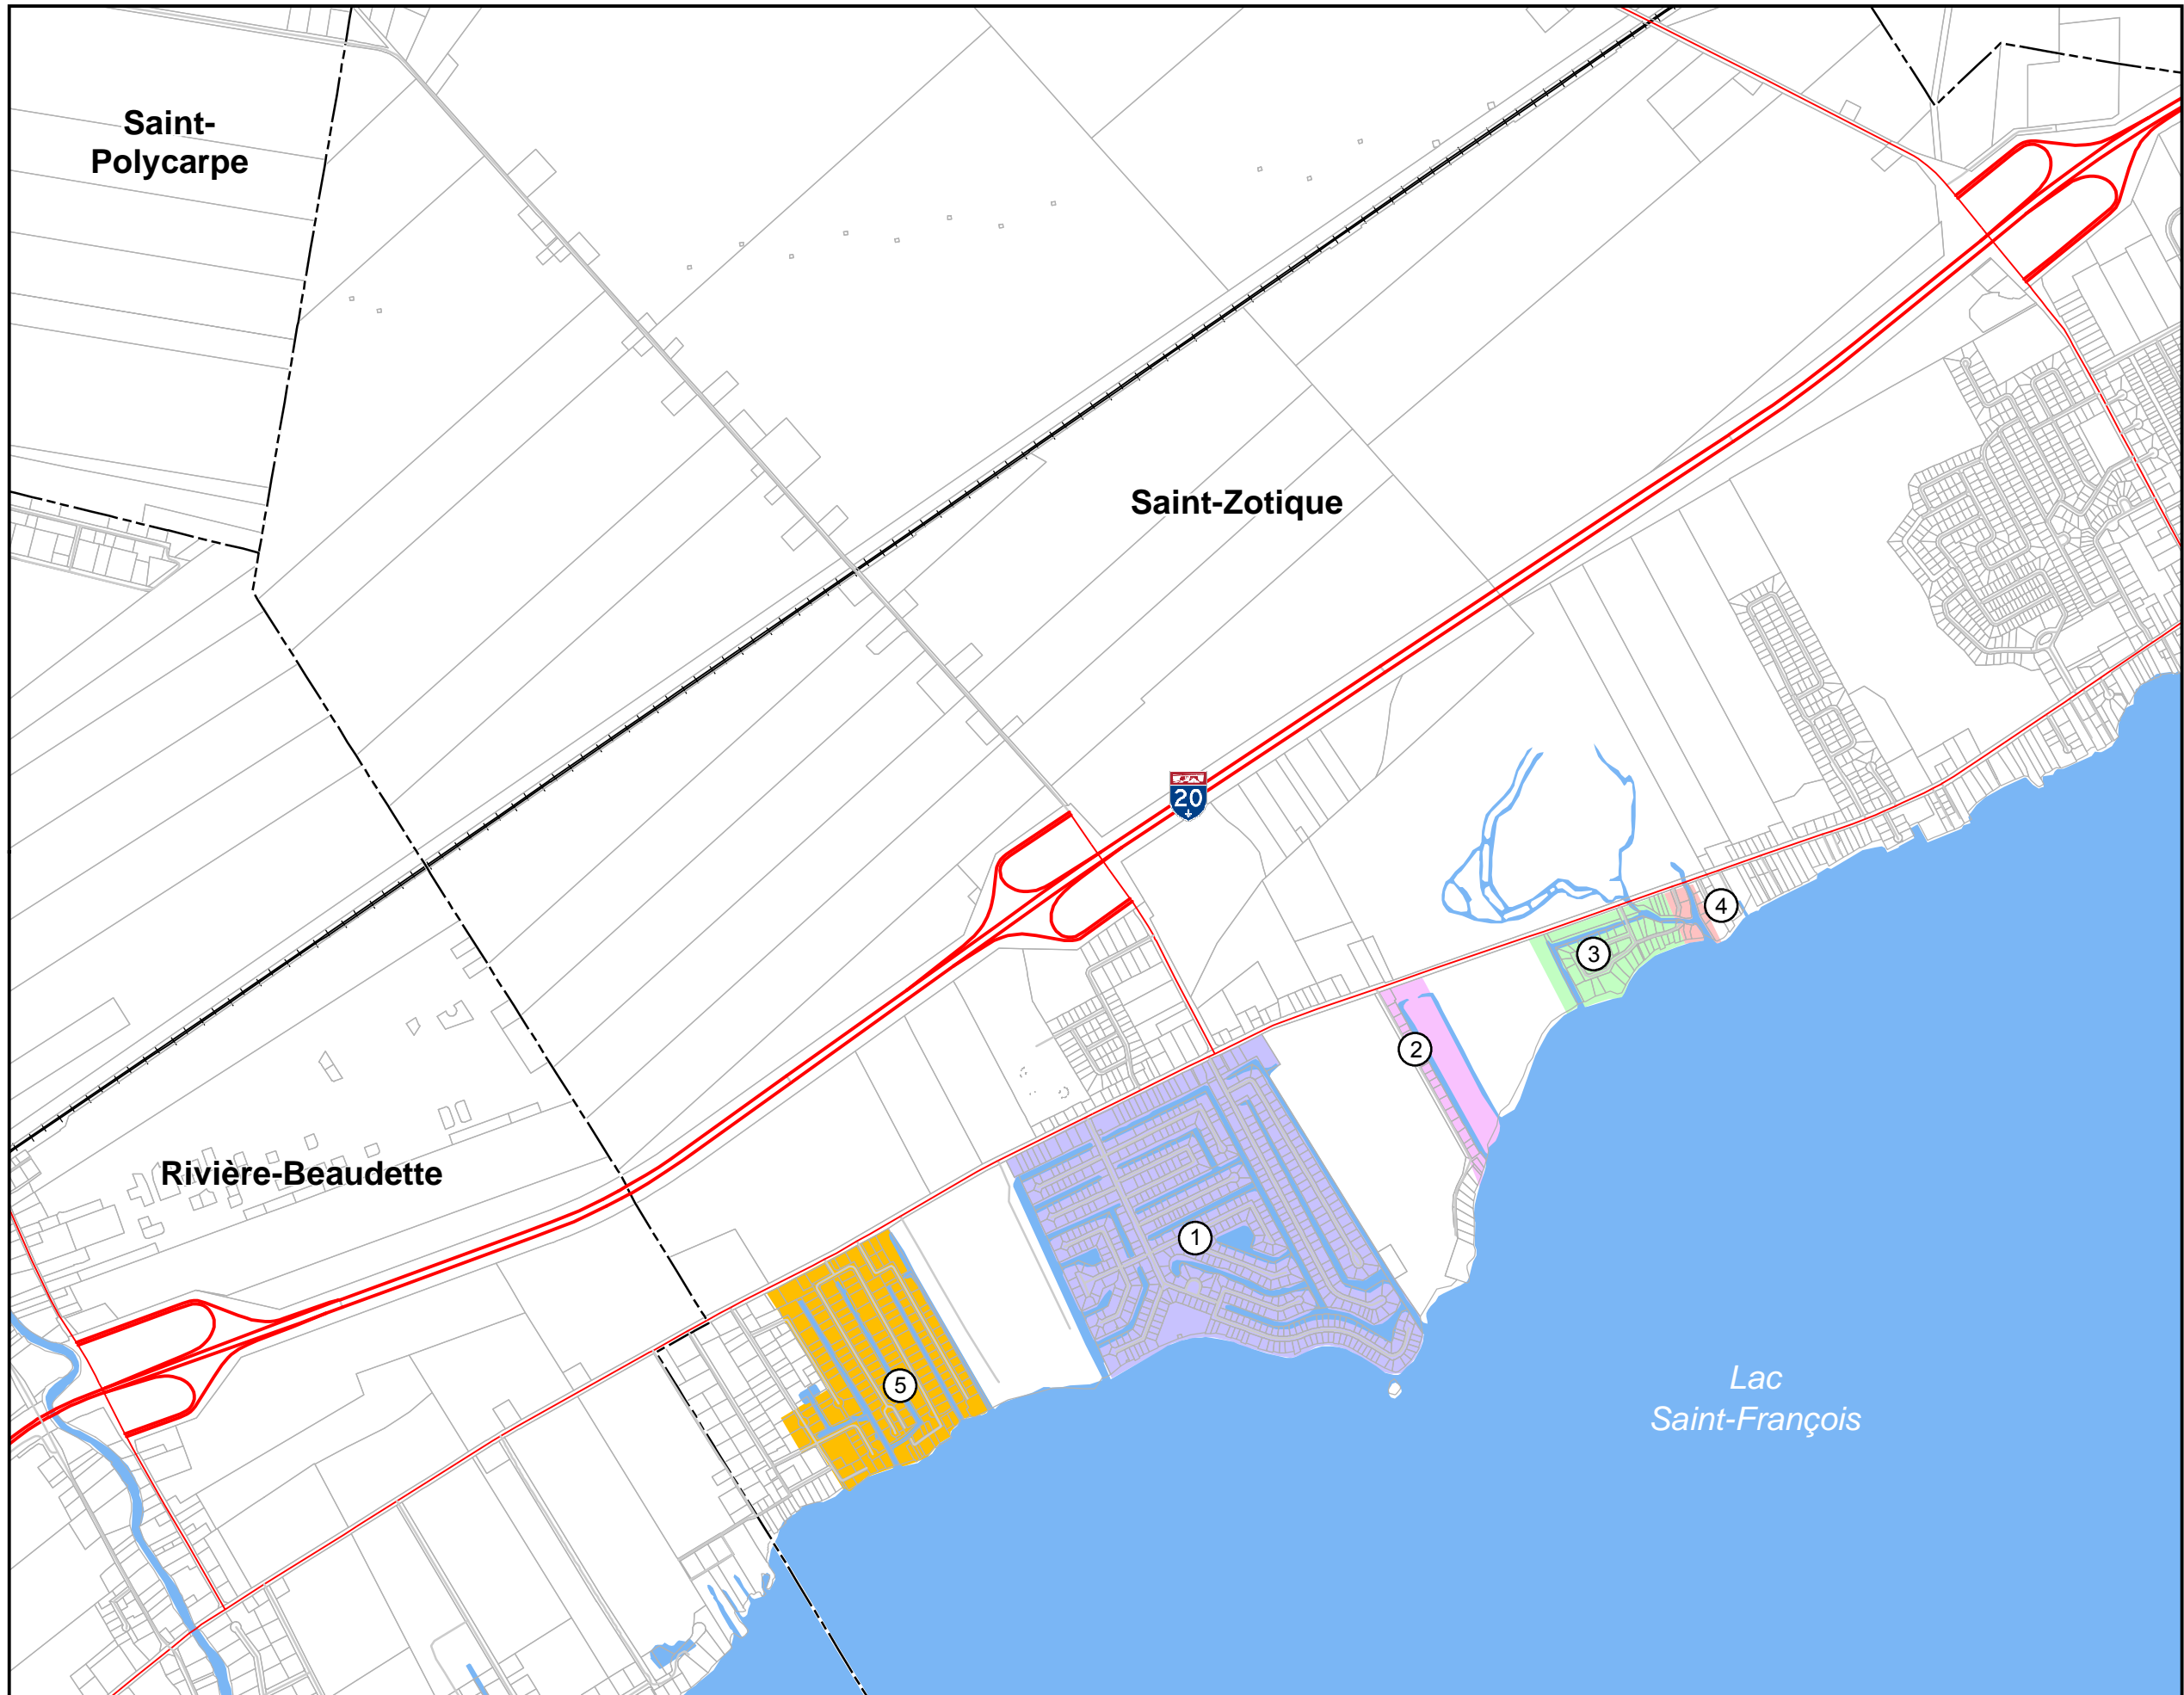 Saint-
Polycarpe
Saint-Zotique
20
4
3
2
Rivière-Beaudette
1
5
Lac
Saint-François